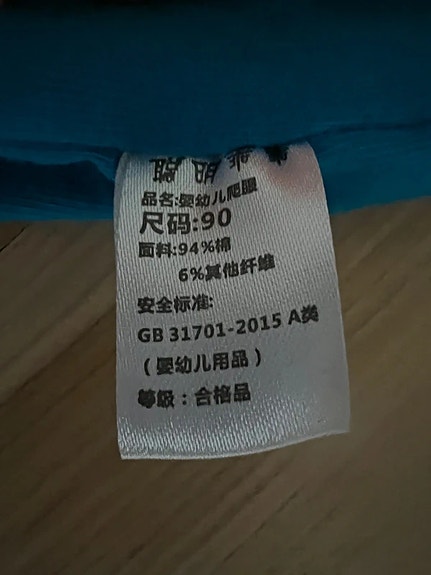 品名:婴幼儿爬服
尺码:90
面料:94%棉
6%其他纤维
安全标准:
GB 31701-2015 A类
(婴幼儿用品)
等级:合格品